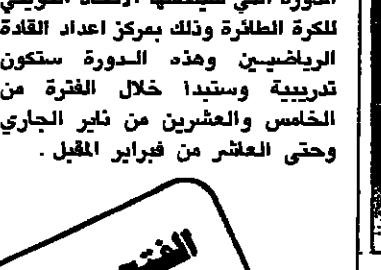 للكرة الطائرة وذلك بمركز اعداد القادة
الرياضيين وهذه الدورة ستكون
تدريبية وستبدا خلال الفترة من
الخامس والعشرين من ناير الجاري
وحتى العاشر من فبراير المقبل .